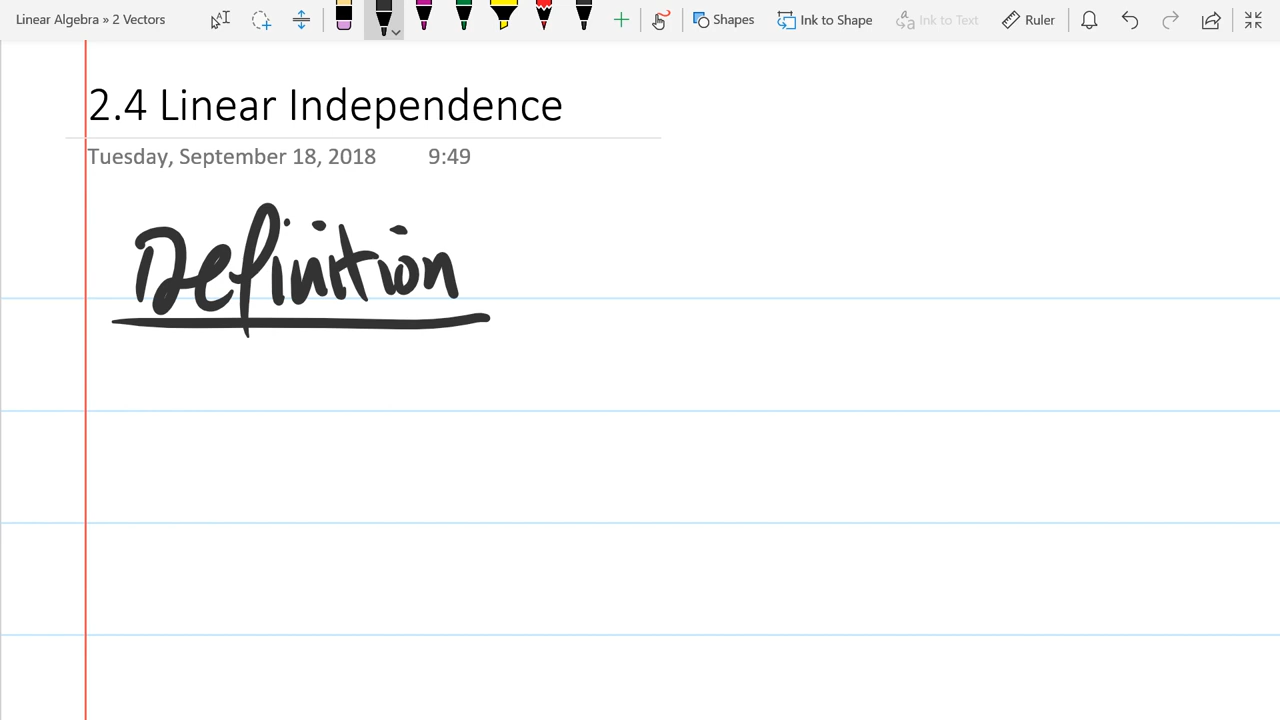 Linear Algebra » 2 Vectors
Shapes
Ink to Shape
Ink to Text
Ruler
2.4 Linear Independence
Tuesday, September 18, 2018 9:49
Definition